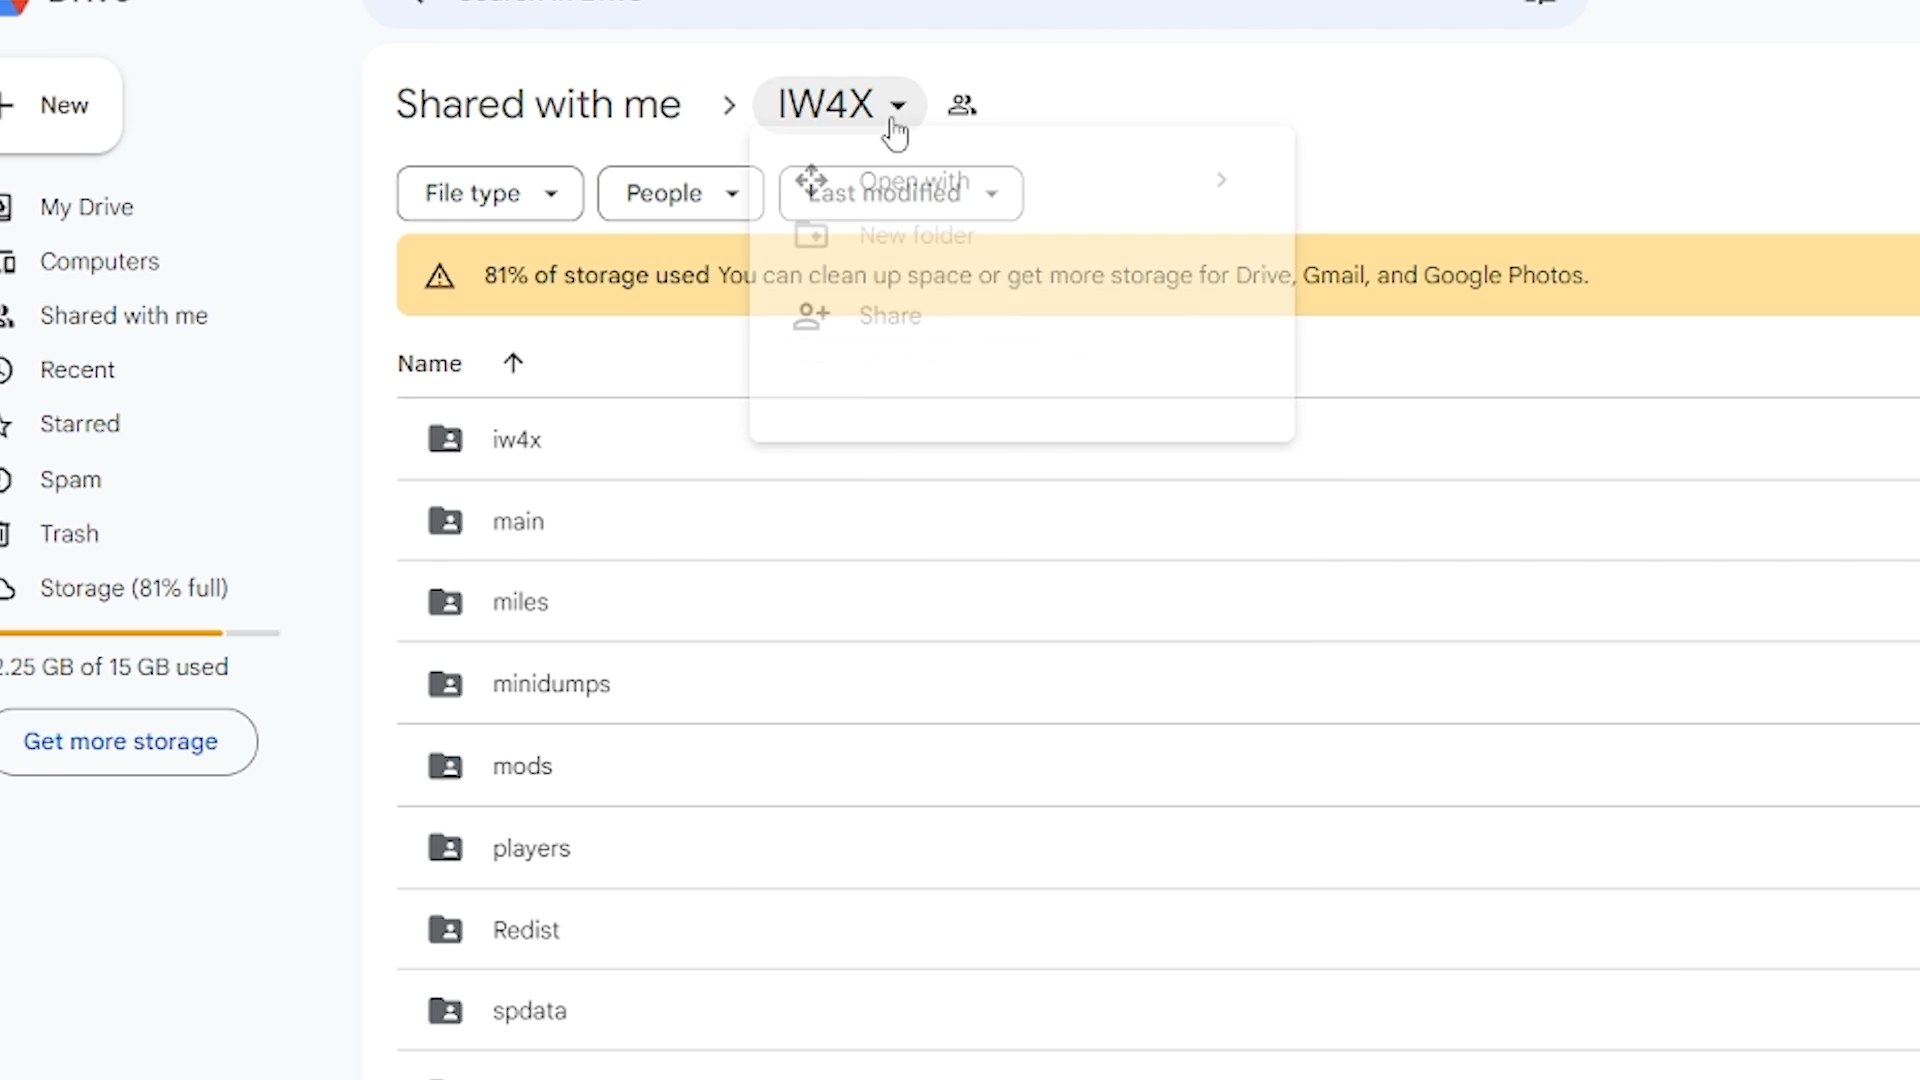 New
Shared with me
IW4X
Open with
File type
People
Last modified
My Drive
New folder
Computers
81% of storage used You can clean up space or get more storage for Drive, Gmail, and Google Photos.
Shared with me
Share
Recent
Name
Starred
iw4x
Spam
main
Trash
Storage (81% full)
miles
2.25 GB of 15 GB used
minidumps
Get more storage
mods
players
Redist
spdata